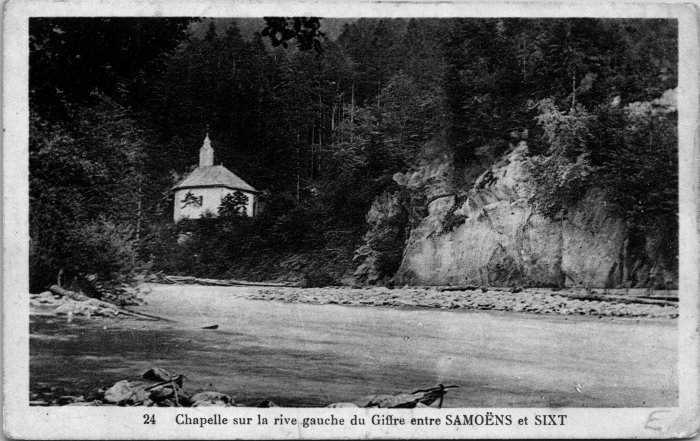 24 Chapelle sur la rive gauche du Giffre entre SAMOËNS et SIXT
E